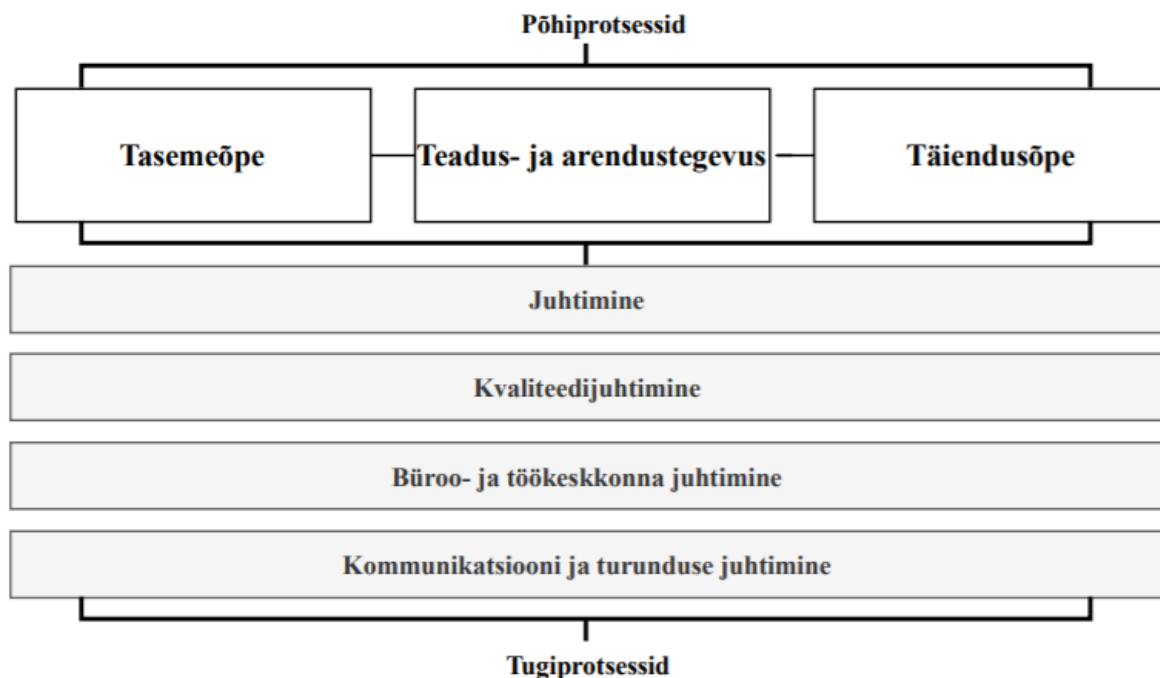 Põhiprotsessid
Tasemeõpe
Teadus- ja arendustegevus
Täiendusõpe
Juhtimine
Kvaliteedijuhtimine
Büroo- ja töökeskkonna juhtimine
Kommunikatsiooni ja turunduse juhtimine
Tugiprotsessid